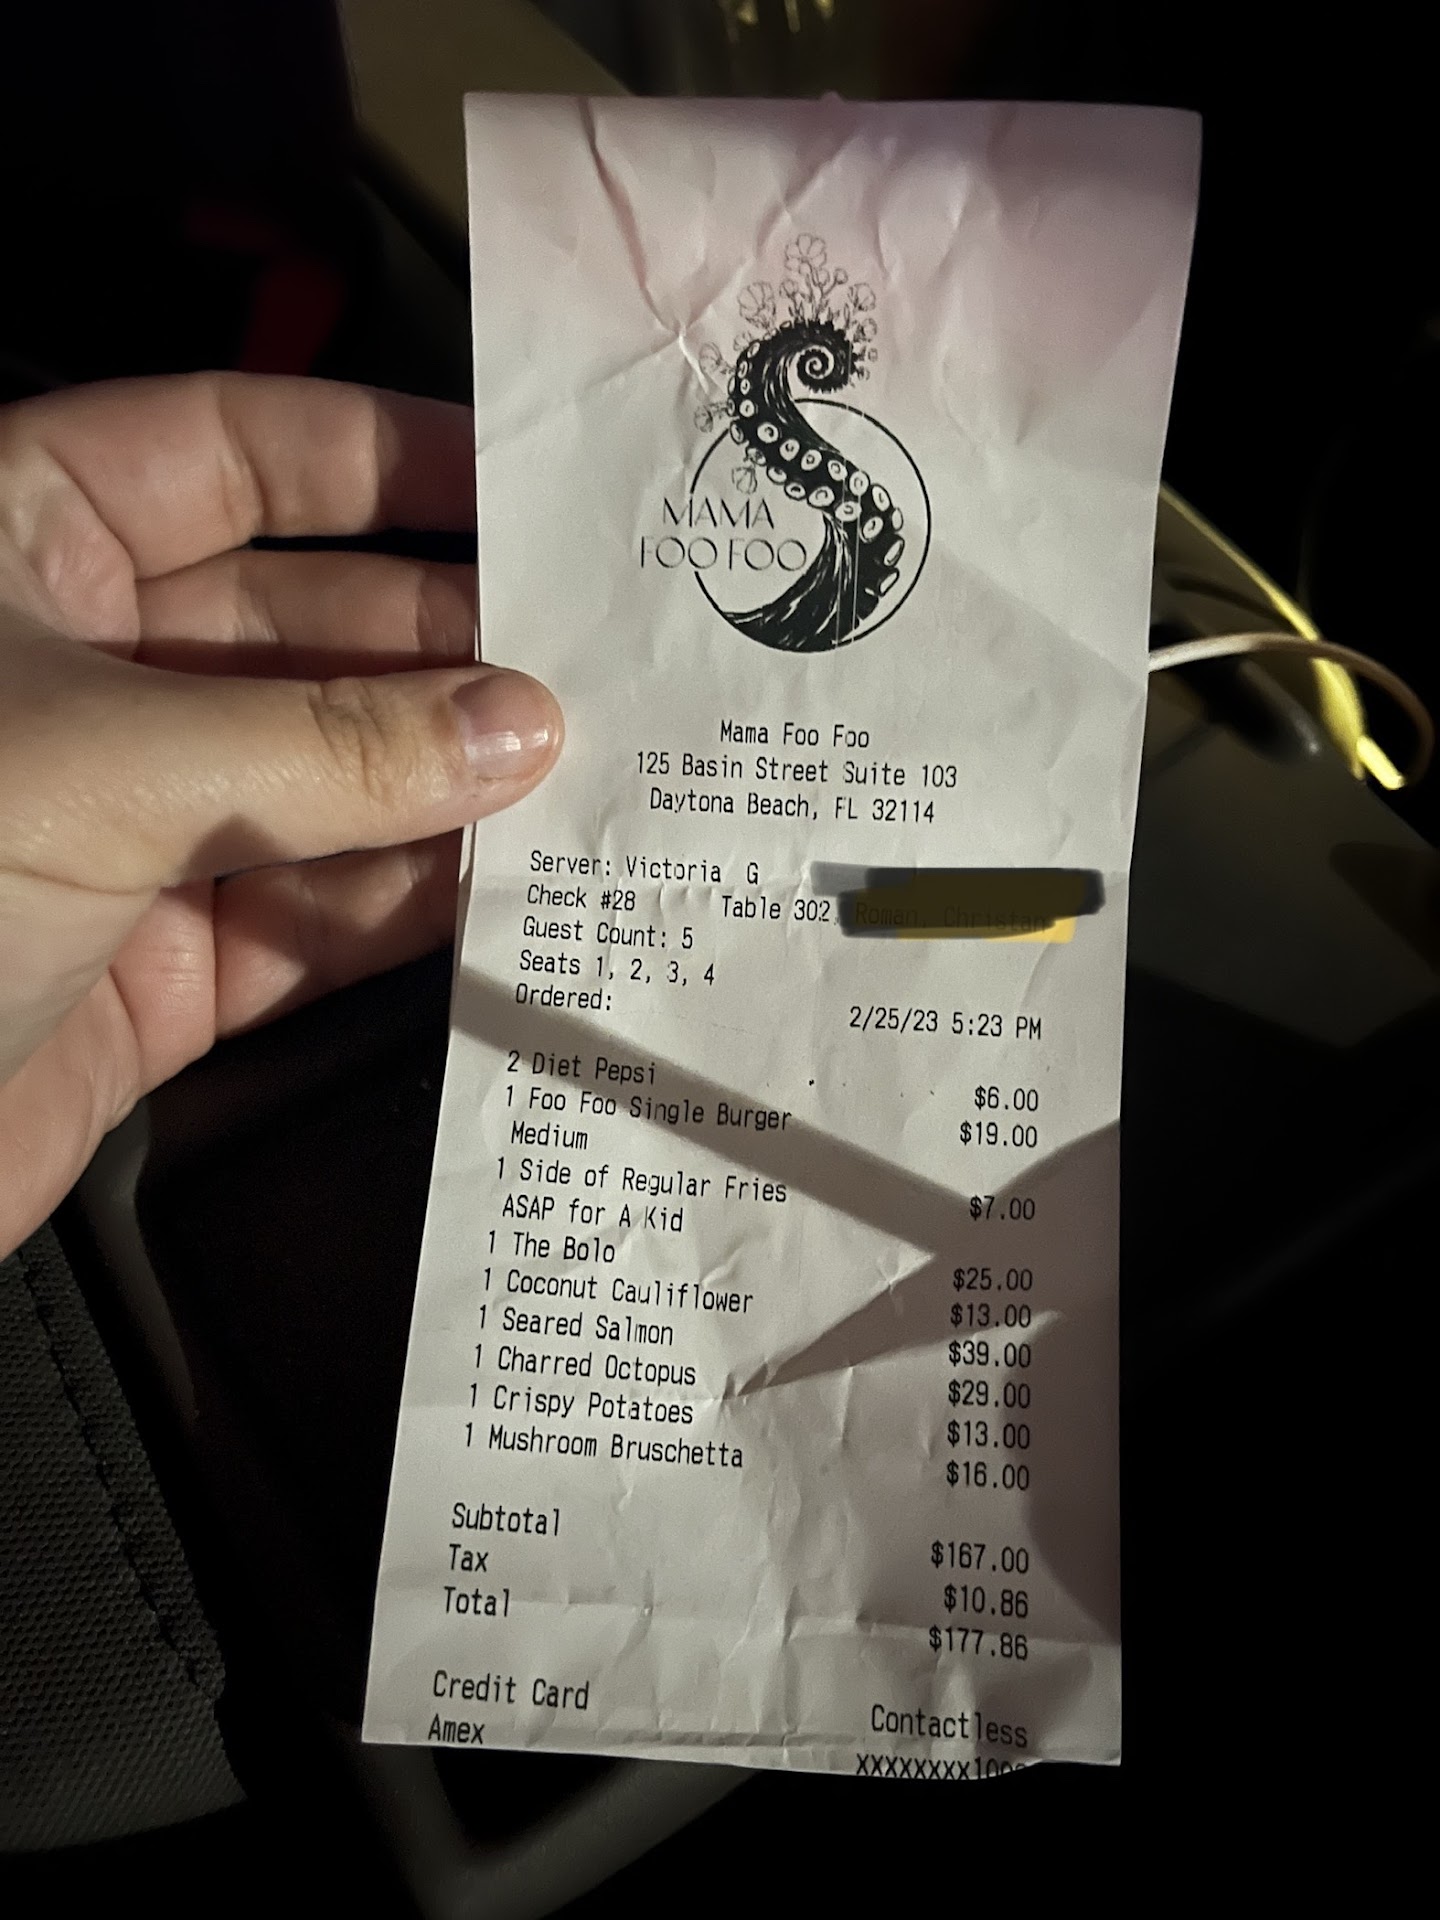 MAMA
FOO FOO
Mama Foo Foo
125 Basin Street Suite 103
Daytona Beach, FL 32114
Server: Victoria G
Check #28 Table 302,
Guest Count: 5
Seats 1, 2, 3, 4
Ordered: 2/25/23 5:23 PM
2 Diet Pepsi $6.00
1 Foo Foo Single Burger $19.00
Medium
1 Side of Regular Fries $7.00
ASAP for A Kid
1 The Bolo $25.00
1 Coconut Cauliflower $13.00
1 Seared Salmon $39.00
1 Charred Octopus $29.00
1 Crispy Potatoes $13.00
1 Mushroom Bruschetta $16.00
Subtotal $167.00
Tax $10.86
Total $177.86
Credit Card Contactless
Amex